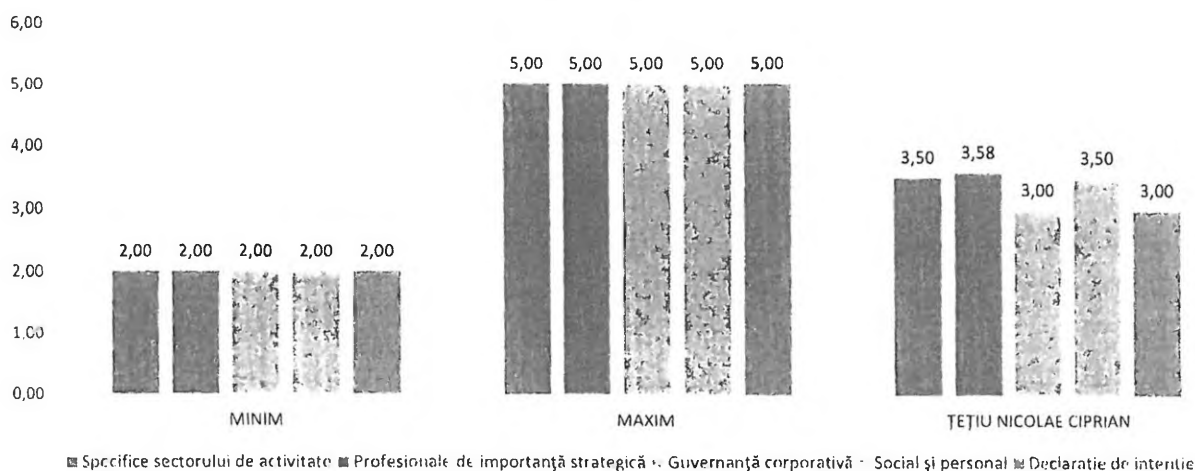 6,00
5,00
4,00
3,00
2,00
1,00
0,00
2,00 2,00 2,00 2,00 2,00
5,00 5,00 5,00 5,00 5,00
3,50 3,58 3,00 3,50 3,00
MINIM MAXIM ȚEȚIU NICOLAE CIPRIAN
Specifice sectorului de activitate Profesionale de importanță strategică Guvernanță corporativă Social și personal Declaratie de intentie